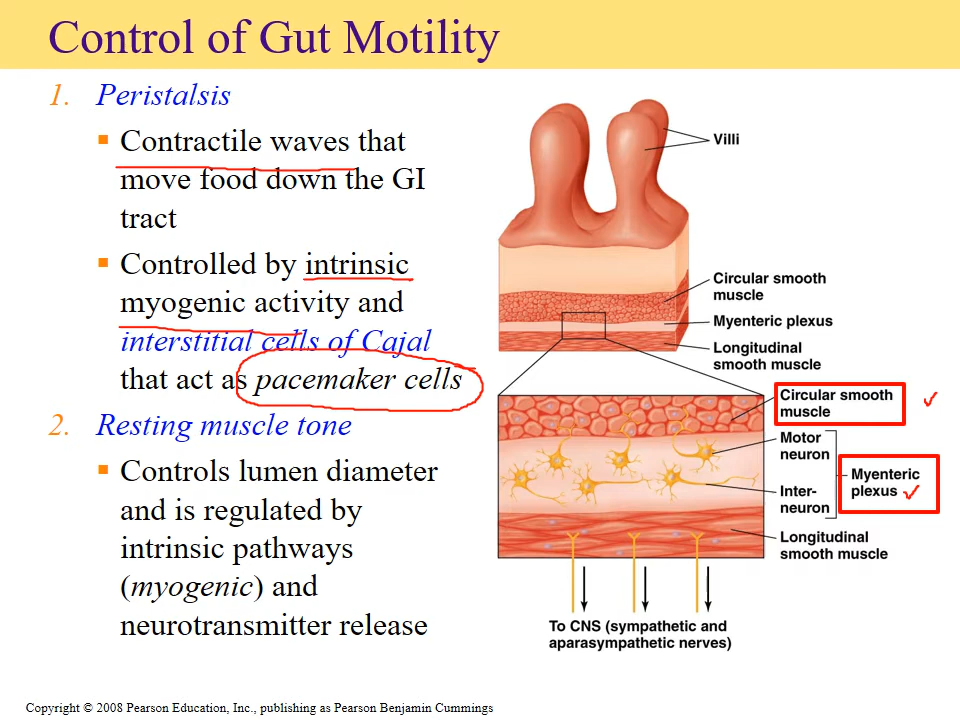 Control of Gut Motility
1. Peristalsis
▪ Contractile waves that
move food down the GI
tract
▪ Controlled by intrinsic
myogenic activity and
interstitial cells of Cajal
that act as pacemaker cells
2. Resting muscle tone
▪ Controls lumen diameter
and is regulated by
intrinsic pathways
(myogenic) and
neurotransmitter release
Villi
Circular smooth
muscle
Myenteric plexus
Longitudinal
smooth muscle
Circular smooth
muscle
Motor
neuron
Inter-
neuron
Myenteric
plexus
Longitudinal
smooth muscle
To CNS (sympathetic and
aparasympathetic nerves)
Copyright © 2008 Pearson Education, Inc., publishing as Pearson Benjamin Cummings